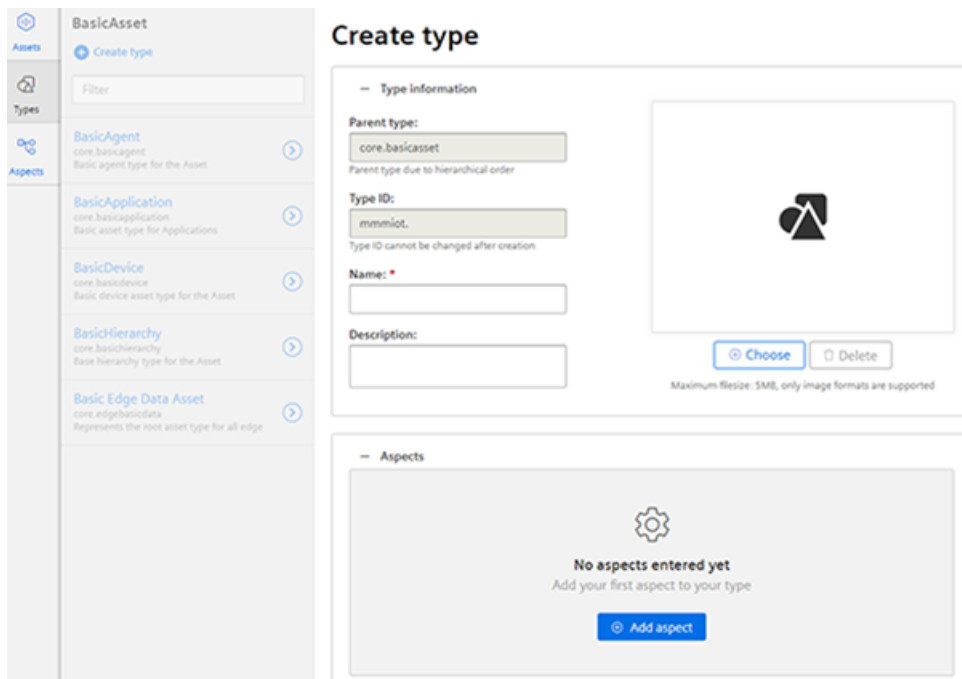 Assets
Types
Aspects
BasicAsset
Create type
Filter
BasicAgent
core.basicagent
Basic agent type for the Asset
BasicApplication
core.basicapplication
Basic asset type for Applications
BasicDevice
core.basicdevice
Basic device asset type for the Asset
BasicHierarchy
core.basichierarchy
Base hierarchy type for the Asset
Basic Edge Data Asset
core.edgebasicdata
Represents the root asset type for all edge
Create type
Type information
Parent type:
core.basicasset
Parent type due to hierarchical order
Type ID:
mmmiot.
Type ID cannot be changed after creation
Name: *
Description:
Choose
Delete
Maximum filesize: 5MB, only image formats are supported
Aspects
No aspects entered yet
Add your first aspect to your type
Add aspect